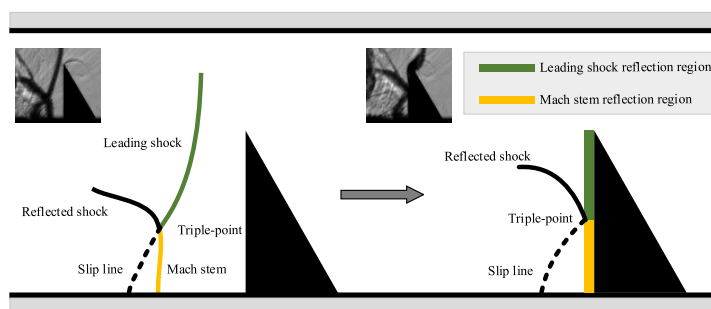 Leading shock
Reflected shock
Triple-point
Slip line
Mach stem
Leading shock reflection region
Mach stem reflection region
Reflected shock
Triple-point
Slip line